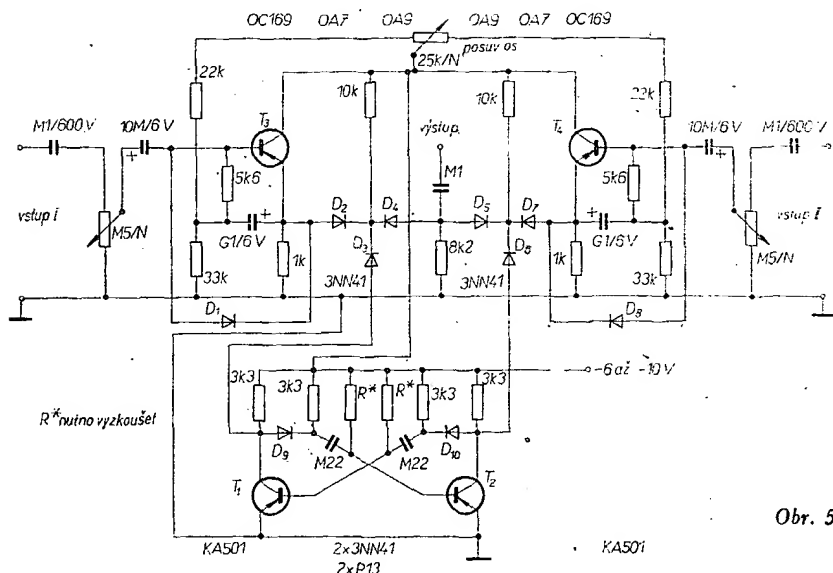 OC169 OA7 OA9 OA9 OA7 OC169
posuv os
25k/N
22k
10k
10k
22k
M1/600V
10M/6V
T3
výstup
T4
10M/6V
M1/600V
M1
5k6
5k6
vstup I
D2
D4
D5
D7
vstup I
M5/N
G1/6V
D3
D6
G1/6V
M5/N
33k
1k
3NN41
8k2
3NN41
1k
33k
D1
D8
-6 až -10V
3k3
3k3
R*
R*
3k3
3k3
R* nutno vyzkoušet
D9
M22
M22
D10
T1
T2
Obr. 5
KA501 2x3NN41 KA501
2xP13